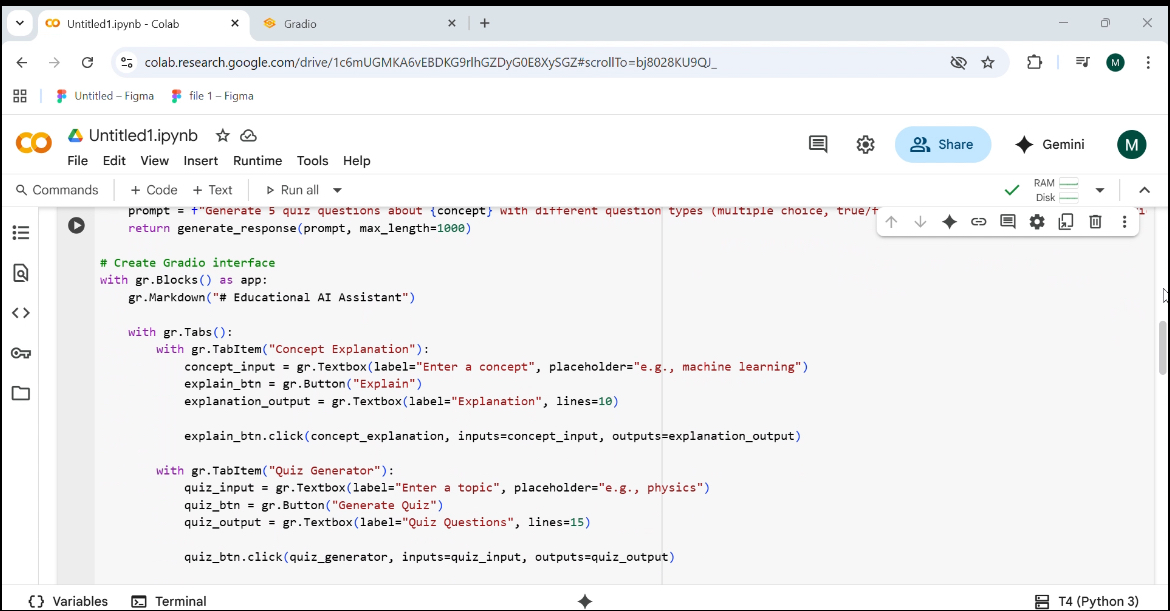 Untitled1.ipynb - Colab
Gradio
colab.research.google.com/drive/1c6mUGMKA6vEBDKG9rlhGZDyG0E8XySGZ#scrollTo=bj8028KU9QJ_
M
Untitled – Figma
file 1 – Figma
Untitled1.ipynb
File Edit View Insert Runtime Tools Help
Share
Gemini
M
Commands
+ Code
+ Text
Run all
RAM
Disk
prompt = f"Generate 5 quiz questions about {concept} with different question types (multiple choice, true/f
return generate_response(prompt, max_length=1000)
# Create Gradio interface
with gr.Blocks() as app:
gr.Markdown("# Educational AI Assistant")
with gr.Tabs():
with gr.TabItem("Concept Explanation"):
concept_input = gr.Textbox(label="Enter a concept", placeholder="e.g., machine learning")
explain_btn = gr.Button("Explain")
explanation_output = gr.Textbox(label="Explanation", lines=10)
explain_btn.click(concept_explanation, inputs=concept_input, outputs=explanation_output)
with gr.TabItem("Quiz Generator"):
quiz_input = gr.Textbox(label="Enter a topic", placeholder="e.g., physics")
quiz_btn = gr.Button("Generate Quiz")
quiz_output = gr.Textbox(label="Quiz Questions", lines=15)
quiz_btn.click(quiz_generator, inputs=quiz_input, outputs=quiz_output)
{} Variables
Terminal
T4 (Python 3)